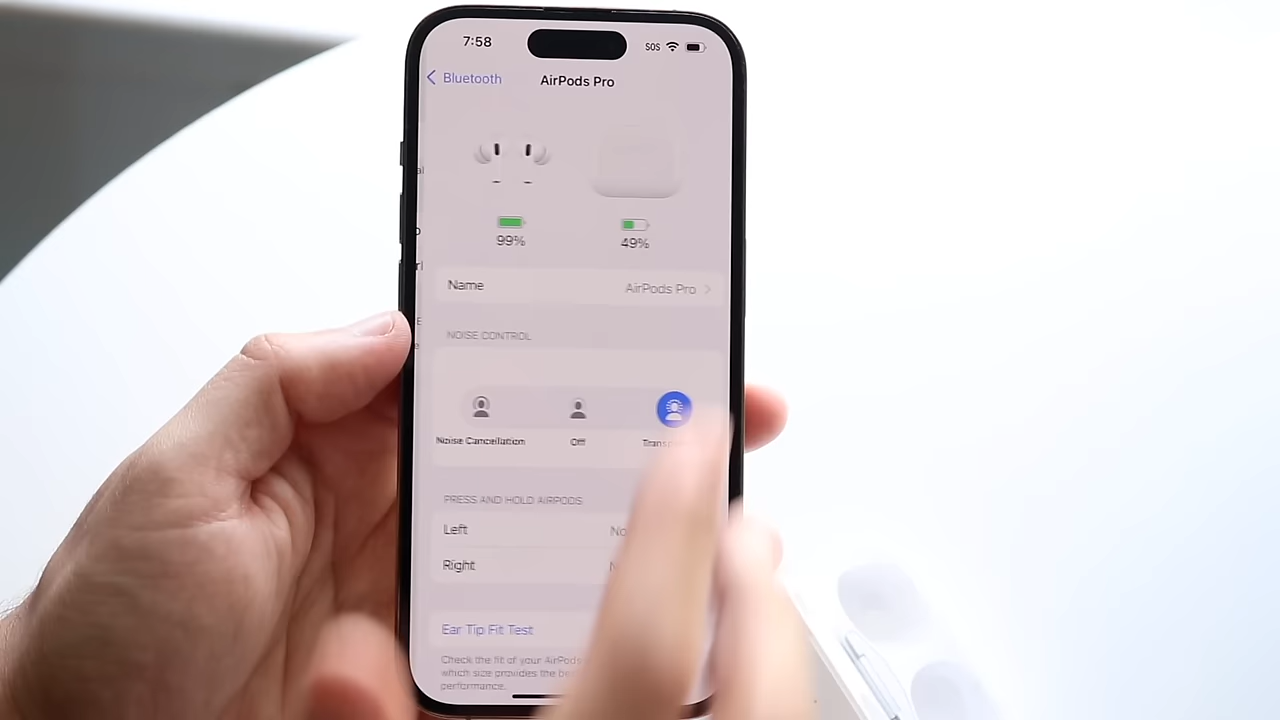 7:58
SOS
Bluetooth
AirPods Pro
99%
49%
Name
AirPods Pro
NOISE CONTROL
Noise Cancellation
Off
PRESS AND HOLD AIRPODS
Left
Right
Ear Tip Fit Test
Check the fit of your AirPods
which size provides the
performance.